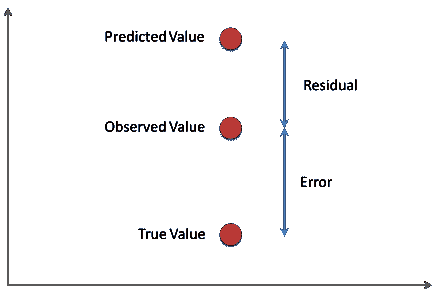 Predicted Value
Residual
Observed Value
Error
True Value